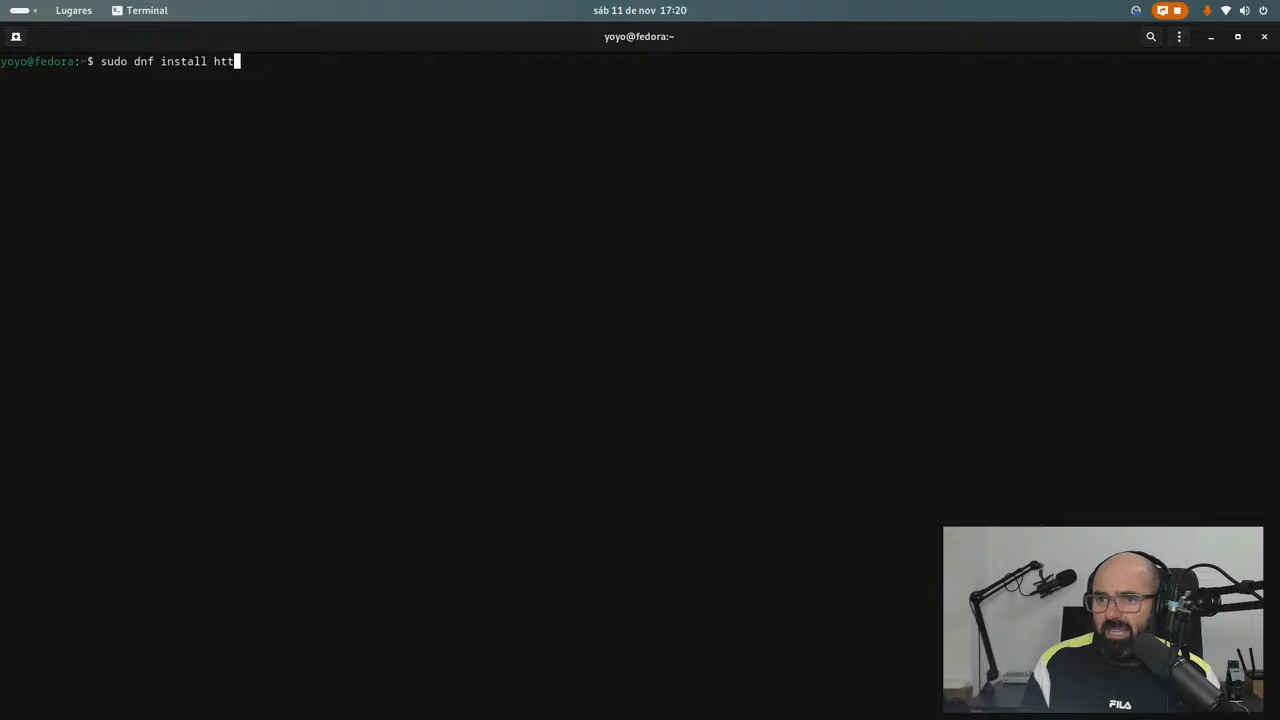 Lugares Terminal sáb 11 de nov 17:20
yoyo@fedora:~
yoyo@fedora:~$ sudo dnf install htt
FILA